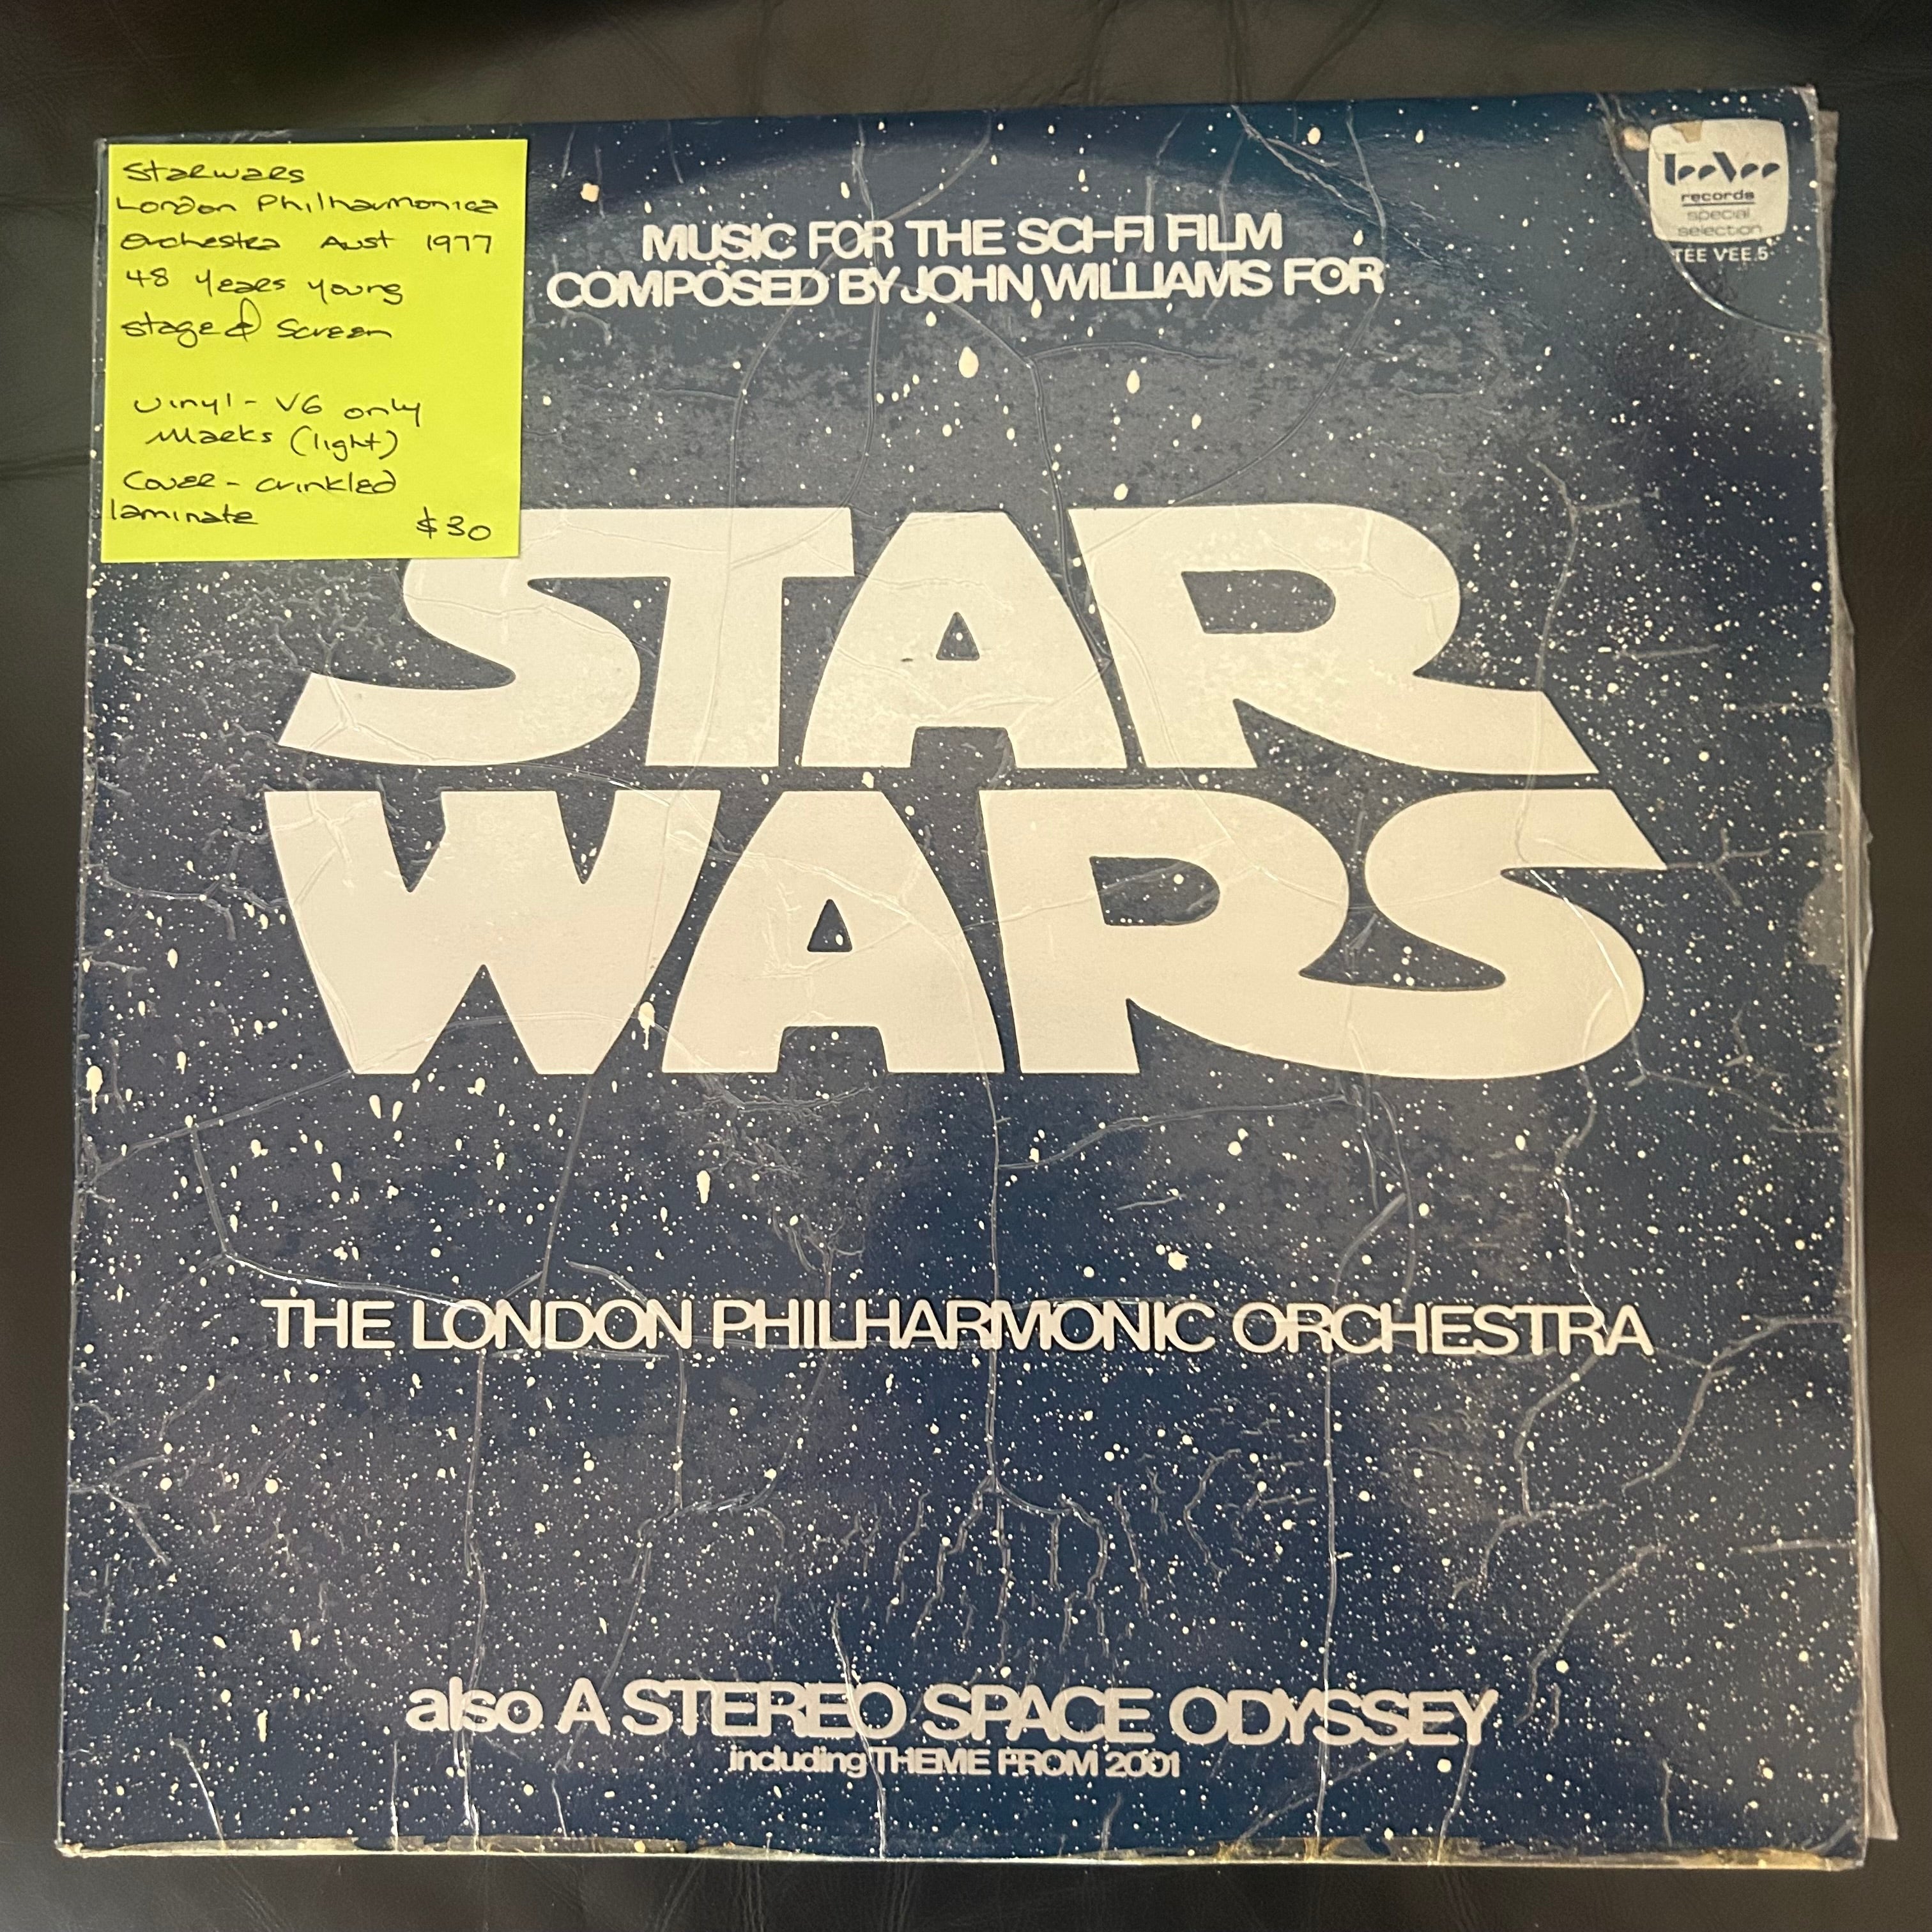 Starwars
London Philharmonica
Orchestra Aust 1977
48 years young
stage & Screen
Vinyl - VG only
Marks (light)
Cover - crinkled
laminate $30
teeVee
records
special
selection
TEE VEE.5
MUSIC FOR THE SCI-FI FILM
COMPOSED BY JOHN WILLIAMS FOR
STAR
WARS
THE LONDON PHILHARMONIC ORCHESTRA
also A STEREO SPACE ODYSSEY
including THEME FROM 2001